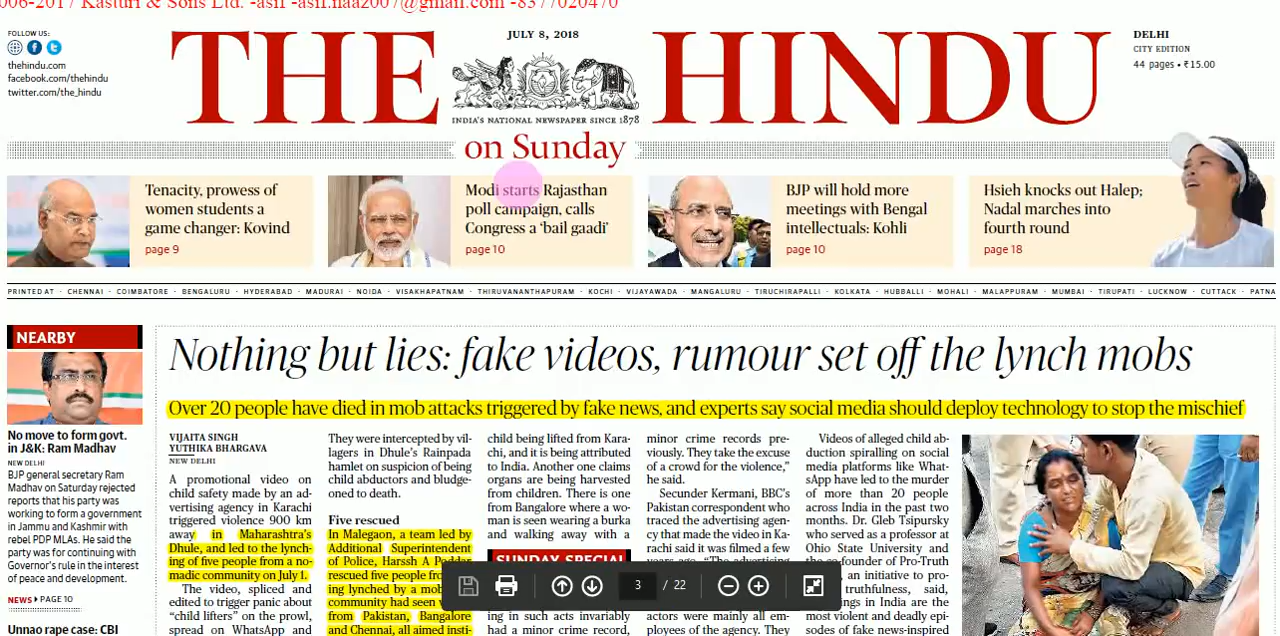 006-2017 Kasturi & Sons Ltd. -asif -asif.naaz007@gmail.com -8377020470
FOLLOW US:
thehindu.com
facebook.com/thehindu
twitter.com/the_hindu
THE HINDU
JULY 8, 2018
INDIA'S NATIONAL NEWSPAPER SINCE 1878
on Sunday
DELHI
CITY EDITION
44 pages • ₹15.00
Tenacity, prowess of
women students a
game changer: Kovind
page 9
Modi starts Rajasthan
poll campaign, calls
Congress a ‘bail gaadi’
page 10
BJP will hold more
meetings with Bengal
intellectuals: Kohli
page 10
Hsieh knocks out Halep;
Nadal marches into
fourth round
page 18
PRINTED AT · CHENNAI · COIMBATORE · BENGALURU · HYDERABAD · MADURAI · NOIDA · VISAKHAPATNAM · THIRUVANANTHAPURAM · KOCHI · VIJAYAWADA · MANGALURU · TIRUCHIRAPALLI · KOLKATA · HUBBALLI · MOHALI · MALAPPURAM · MUMBAI · TIRUPATI · LUCKNOW · CUTTACK · PATNA
NEARBY
No move to form govt.
in J&K: Ram Madhav
NEW DELHI
BJP general secretary Ram
Madhav on Saturday rejected
reports that his party was
working to form a government
in Jammu and Kashmir with
rebel PDP MLAs. He said the
party was for continuing with
Governor's rule in the interest
of peace and development.
NEWS PAGE 10
Unnao rape case: CBI
Nothing but lies: fake videos, rumour set off the lynch mobs
Over 20 people have died in mob attacks triggered by fake news, and experts say social media should deploy technology to stop the mischief
VIJAITA SINGH
YUTHIKA BHARGAVA
NEW DELHI
A promotional video on
child safety made by an ad-
vertising agency in Karachi
triggered violence 900 km
away in Maharashtra's
Dhule, and led to the lynch-
ing of five people from a no-
madic community on July 1.
The video, spliced and
edited to trigger panic about
“child lifters” on the prowl,
spread on WhatsApp and
They were intercepted by vil-
lagers in Dhule's Rainpada
hamlet on suspicion of being
child abductors and bludge-
oned to death.
Five rescued
In Malegaon, a team led by
Additional Superintendent
of Police, Harssh A Poddar
rescued five people from
ing lynched by a mob
community had seen
from Pakistan, Bangalore
and Chennai, all aimed insti-
child being lifted from Kara-
chi, and it is being attributed
to India. Another one claims
organs are being harvested
from children. There is one
from Bangalore where a wo-
man is seen wearing a burka
and walking away with a
SUNDAY SPECIAL
ing in such acts invariably
had a minor crime record,
minor crime records pre-
viously. They take the excuse
of a crowd for the violence,”
he said.
Secunder Kermani, BBC's
Pakistan correspondent who
traced the advertising agen-
cy that made the video in Ka-
rachi said it was filmed a few
years ago. “The advertising
actors were mainly all em-
ployees of the agency. They
Videos of alleged child ab-
duction spiralling on social
media platforms like What-
sApp have led to the murder
of more than 20 people
across India in the past two
months. Dr. Gleb Tsipursky
who served as a professor at
Ohio State University and
co-founder of Pro-Truth
, an initiative to pro-
truthfulness, said,
ings in India are the
most violent and deadly epi-
sodes of fake news-inspired
3 / 22